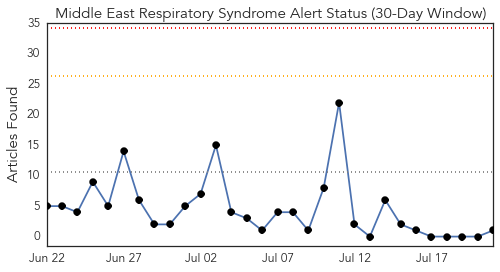 Middle East Respiratory Syndrome Alert Status (30-Day Window)
Articles Found
35
30
25
20
15
10
5
0
Jun 22 Jun 27 Jul 02 Jul 07 Jul 12 Jul 17